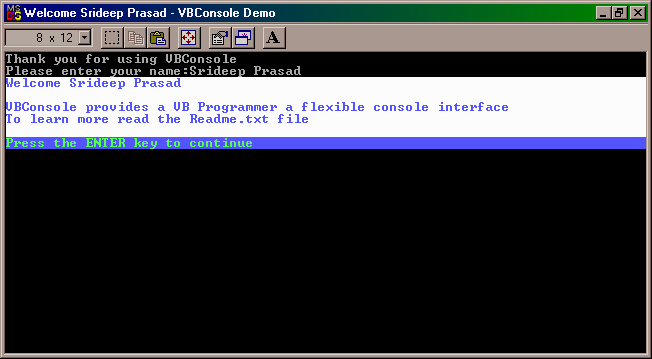 Welcome Srideep Prasad - VBConsole Demo
8 x 12
A
Thank you for using VBConsole
Please enter your name:Srideep Prasad
Welcome Srideep Prasad
VBConsole provides a VB Programmer a flexible console interface
To learn more read the Readme.txt file
Press the ENTER key to continue